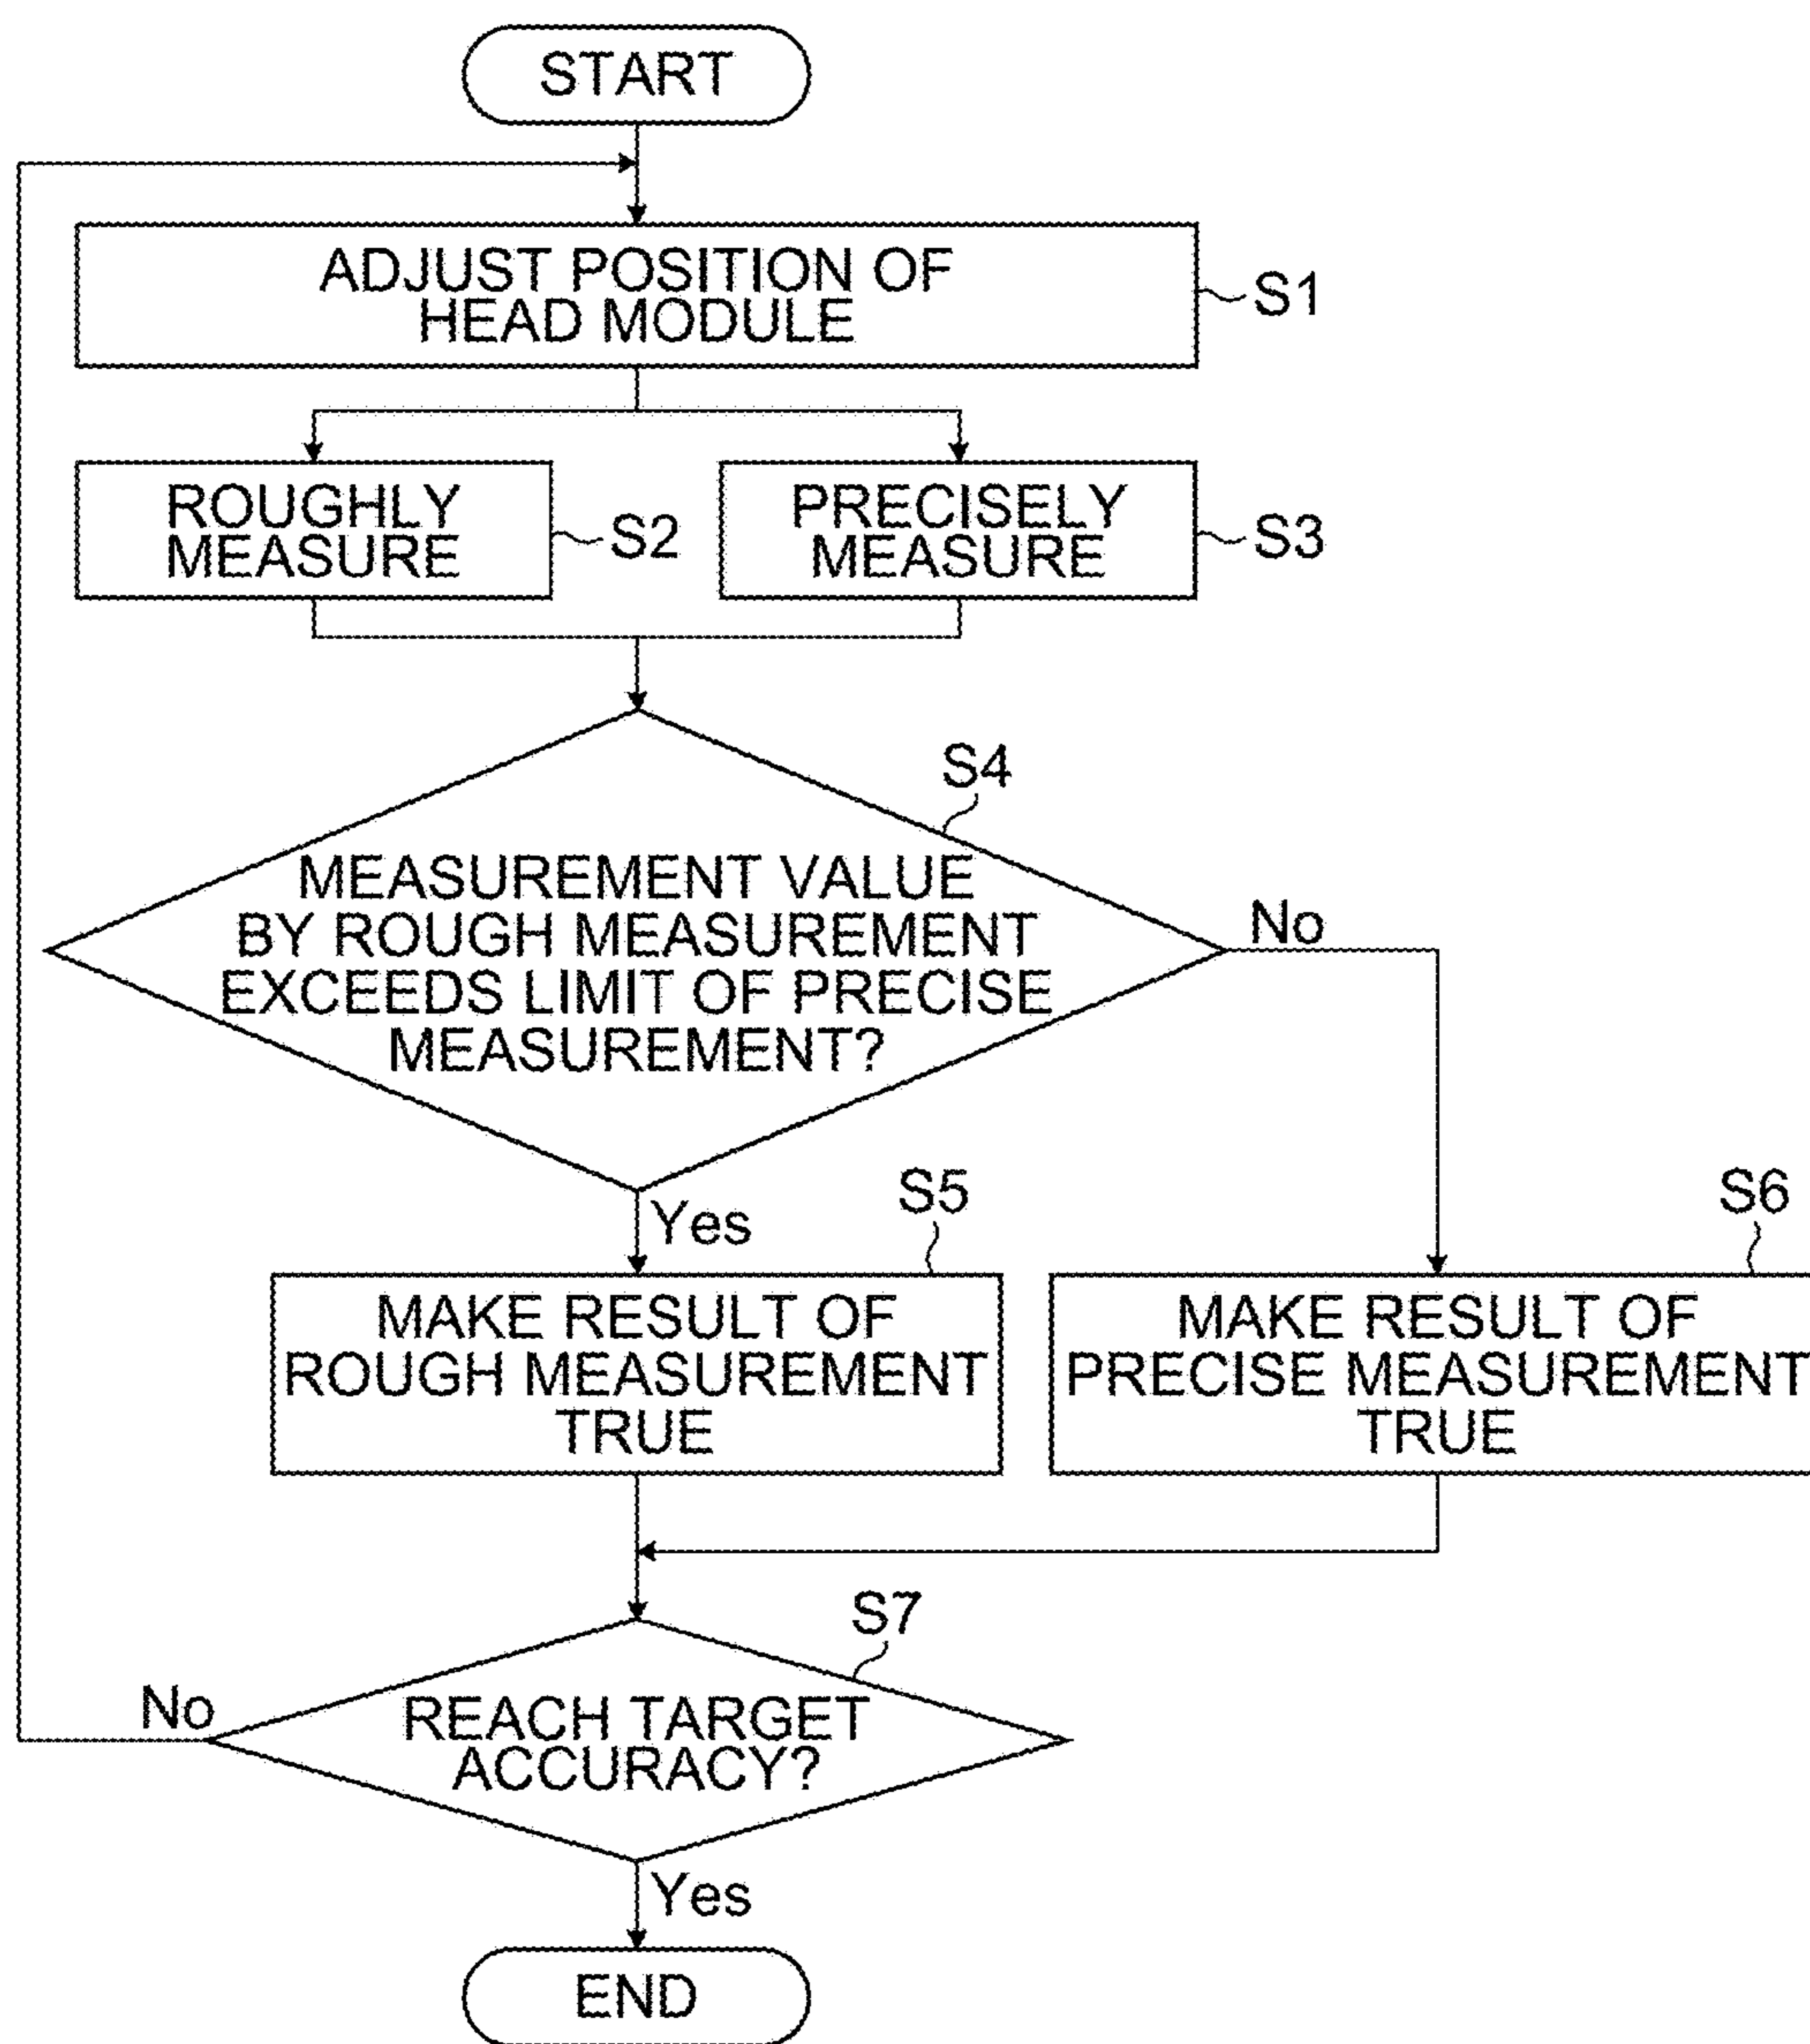 START
ADJUST POSITION OF
HEAD MODULE
S1
ROUGHLY
MEASURE
S2
PRECISELY
MEASURE
S3
S4
MEASUREMENT VALUE
BY ROUGH MEASUREMENT
EXCEEDS LIMIT OF PRECISE
MEASUREMENT?
No
Yes
S5
MAKE RESULT OF
ROUGH MEASUREMENT
TRUE
S6
MAKE RESULT OF
PRECISE MEASUREMENT
TRUE
S7
REACH TARGET
ACCURACY?
No
Yes
END